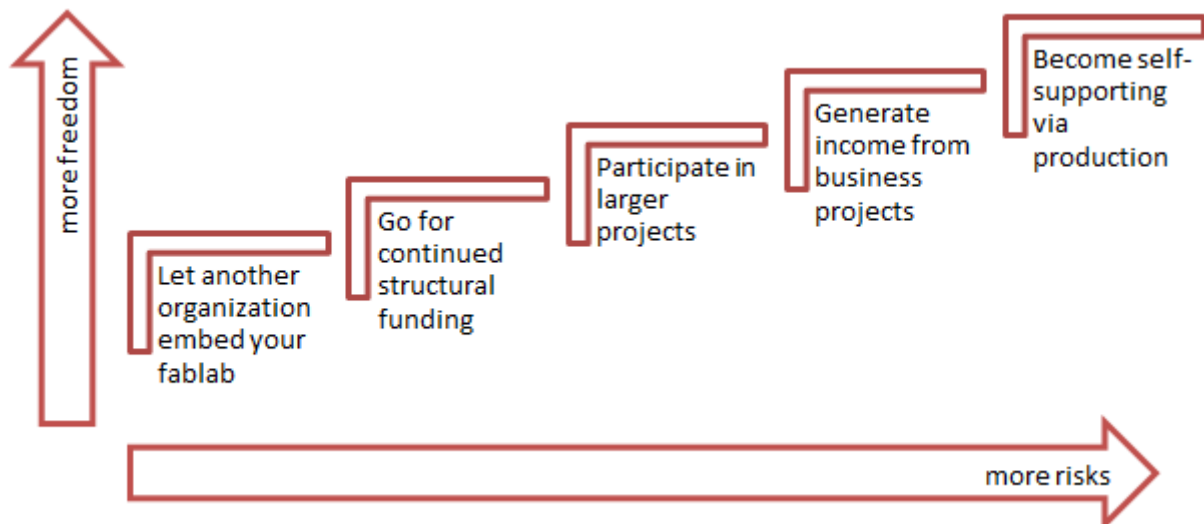 more freedom
Let another
organization
embed your
fablab
Go for
continued
structural
funding
Participate in
larger
projects
Generate
income from
business
projects
Become self-
supporting
via
production
more risks